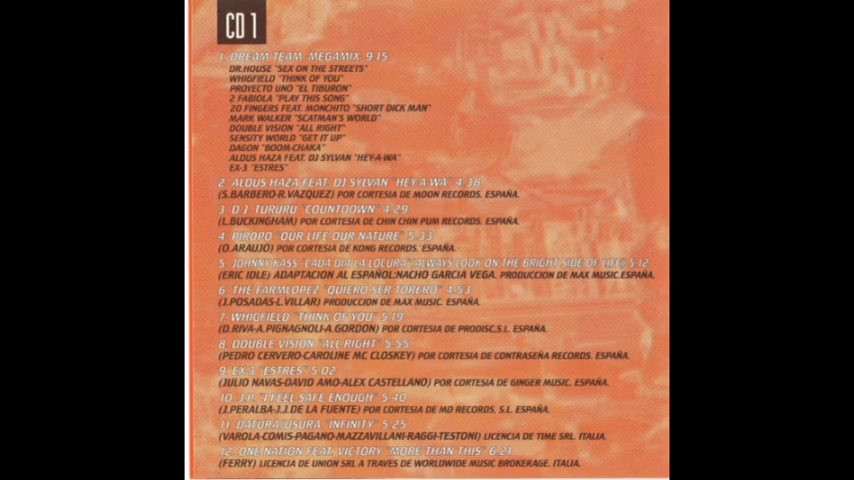 CD 1
1. DREAM TEAM MEGAMIX 9.15
DR.HOUSE "SEX ON THE STREETS"
WHIGFIELD "THINK OF YOU"
PROYECTO UNO "EL TIBURON"
2 FABIOLA "PLAY THIS SONG"
20 FINGERS FEAT. MONCHITO "SHORT DICK MAN"
MARK WALKER "SCATMAN'S WORLD"
DOUBLE VISION "ALL RIGHT"
SENSITY WORLD "GET IT UP"
DAGON "BOOM-CHAKA"
ALDUS HAZA FEAT. DJ SYLVAN "HEY-A-WA"
EX-3 "ESTRES"
2. ALDUS HAZA FEAT. DJ SYLVAN "HEY-A-WA" 4.38
(S.BARBERO-R.VAZQUEZ) POR CORTESIA DE MOON RECORDS. ESPAÑA.
3. D.J. TURURU "COUNTDOWN" 4.29
(L.BUCKINGHAM) POR CORTESIA DE CHIN CHIN PUM RECORDS. ESPAÑA.
4. PIROPO "OUR LIFE OUR NATURE" 5.33
(O.ARAUJO) POR CORTESIA DE KONG RECORDS. ESPAÑA.
5. JOHNNY KASS "CADA DIA LA LOCURA" (ALWAYS LOOK ON THE BRIGHT SIDE OF LIFE) 5.12
(ERIC IDLE) ADAPTACION AL ESPAÑOL:NACHO GARCIA VEGA. PRODUCCION DE MAX MUSIC.ESPAÑA.
6. THE FARMLOPEZ "QUIERO SER TORERO" 4.53
(J.POSADAS-L.VILLAR) PRODUCCION DE MAX MUSIC. ESPAÑA.
7. WHIGFIELD "THINK OF YOU" 5.19
(D.RIVA-A.PIGNAGNOLI-A.GORDON) POR CORTESIA DE PRODISC,S.L. ESPAÑA.
8. DOUBLE VISION "ALL RIGHT" 5.55
(PEDRO CERVERO-CAROLINE MC CLOSKEY) POR CORTESIA DE CONTRASEÑA RECORDS. ESPAÑA.
9. EX-3 "ESTRES" 5.02
(JULIO NAVAS-DAVID AMO-ALEX CASTELLANO) POR CORTESIA DE GINGER MUSIC. ESPAÑA.
10. J.P. "I FEEL SAFE ENOUGH" 5.40
(J.PERALBA-J.J.DE LA FUENTE) POR CORTESIA DE MD RECORDS, S.L. ESPAÑA.
11. DATURA/USURA "INFINITY" 5.25
(VAROLA-COMIS-PAGANO-MAZZAVILLANI-RAGGI-TESTONI) LICENCIA DE TIME SRL. ITALIA.
12. ONE NATION FEAT. VICTORY "MORE THAN THIS" 6.21
(FERRY) LICENCIA DE UNION SRL A TRAVES DE WORLDWIDE MUSIC BROKERAGE. ITALIA.